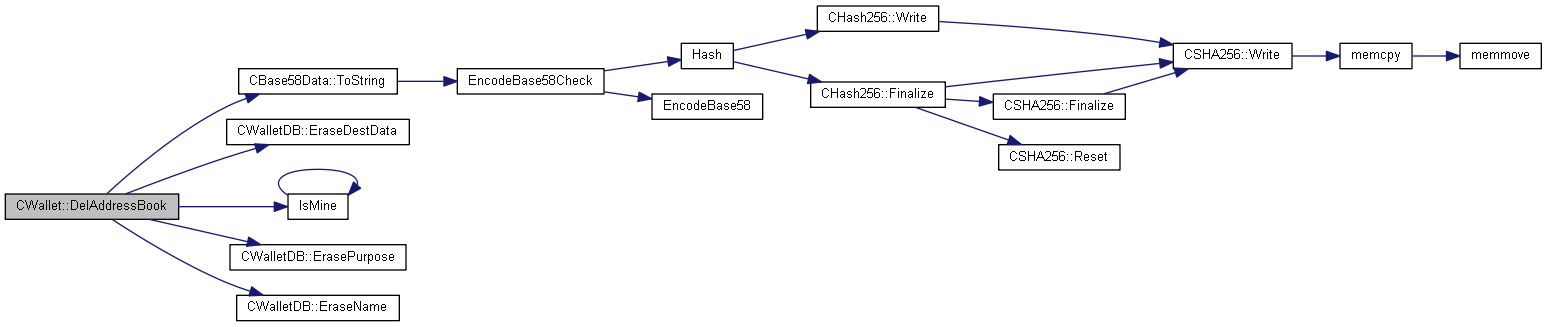 CWallet::DelAddressBook
CBase58Data::ToString
CWalletDB::EraseDestData
IsMine
CWalletDB::ErasePurpose
CWalletDB::EraseName
EncodeBase58Check
Hash
EncodeBase58
CHash256::Write
CHash256::Finalize
CSHA256::Write
CSHA256::Finalize
CSHA256::Reset
memcpy
memmove